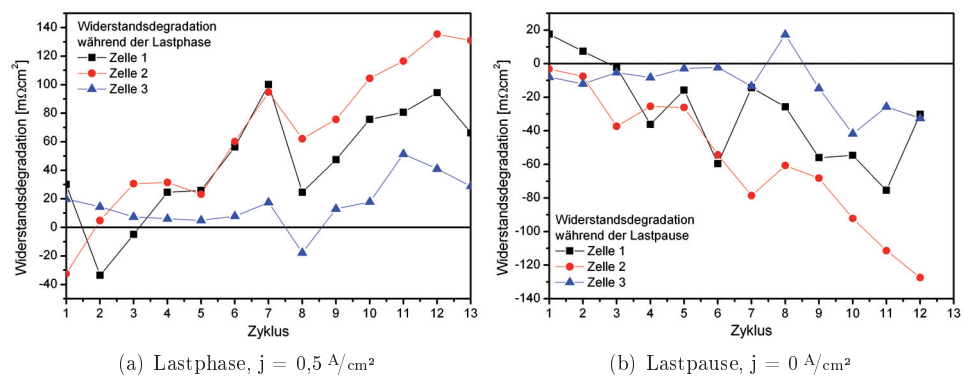 Widerstandsdegradation [mΩcm²]
140
120
100
80
60
40
20
0
-20
-40
Widerstandsdegradation
während der Lastphase
Zelle 1
Zelle 2
Zelle 3
1 2 3 4 5 6 7 8 9 10 11 12 13
Zyklus
(a) Lastphase, j = 0,5 A/cm²
Widerstandsdegradation [mΩcm²]
20
0
-20
-40
-60
-80
-100
-120
-140
Widerstandsdegradation
während der Lastpause
Zelle 1
Zelle 2
Zelle 3
1 2 3 4 5 6 7 8 9 10 11 12 13
Zyklus
(b) Lastpause, j = 0 A/cm²